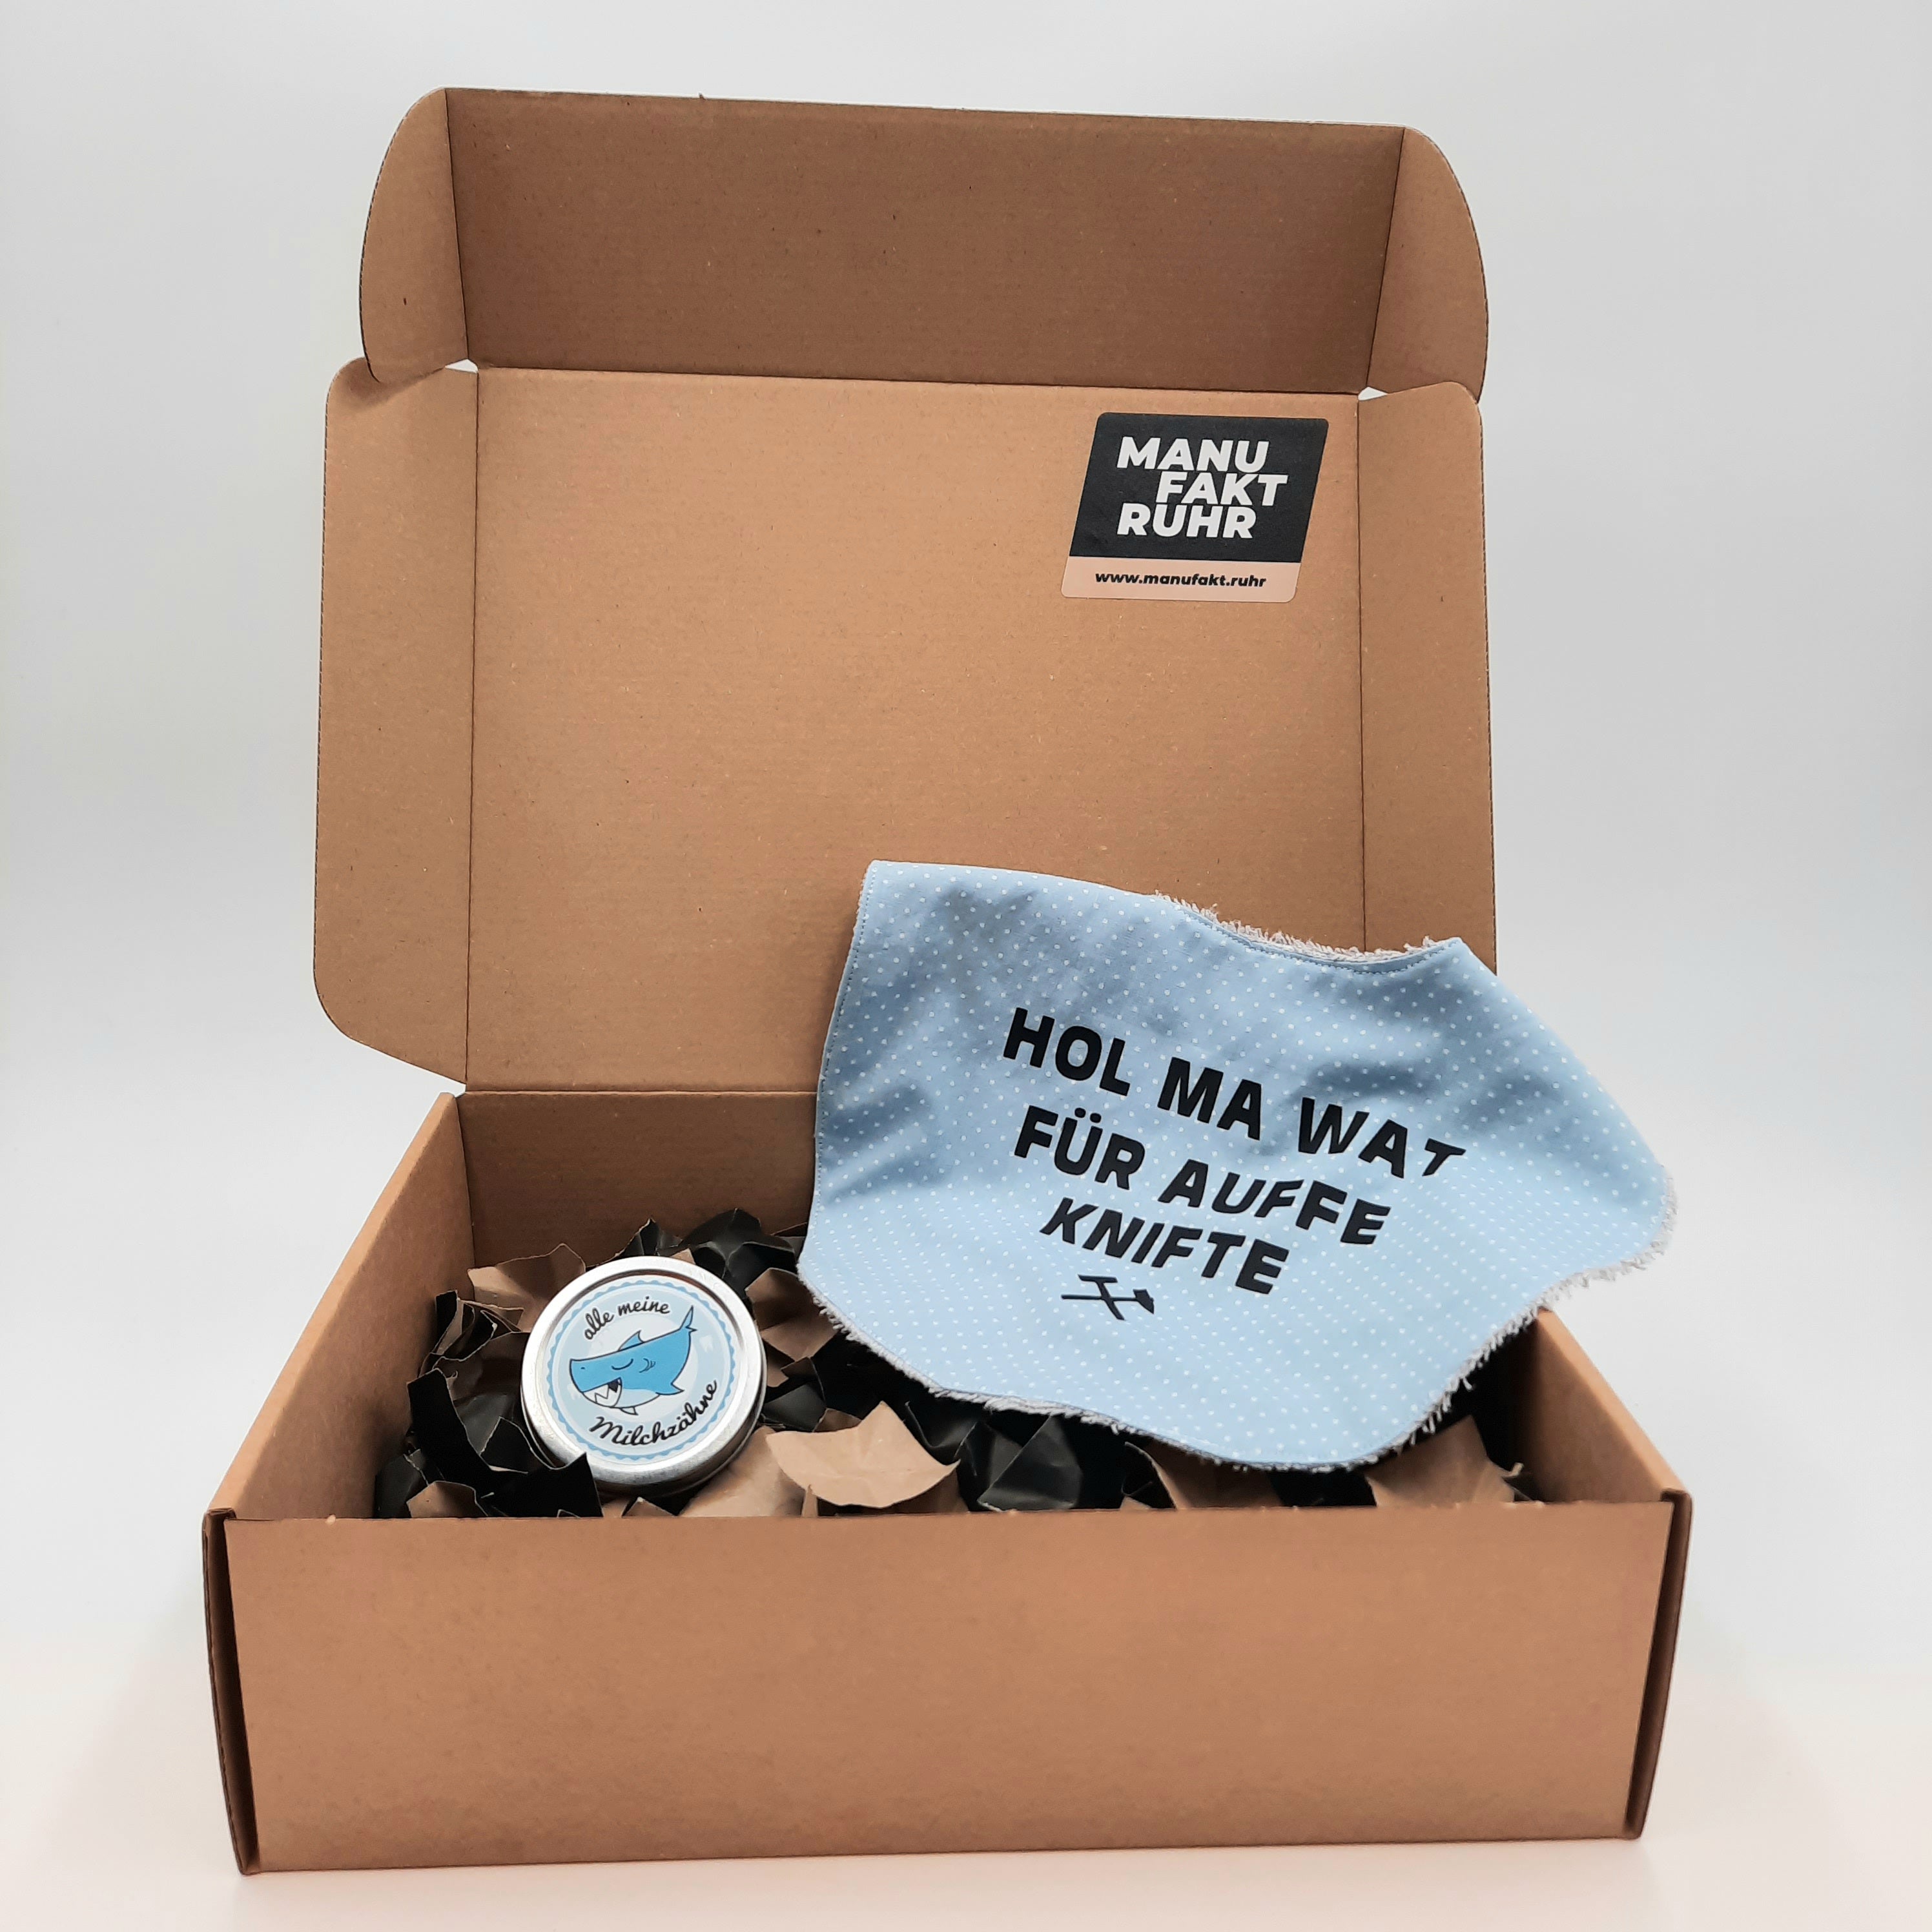 MANU
FAKT
RUHR
www.manufakt.ruhr
HOL MA WAT
FÜR AUFFE
KNIFTE
alle meine
Milchzähne